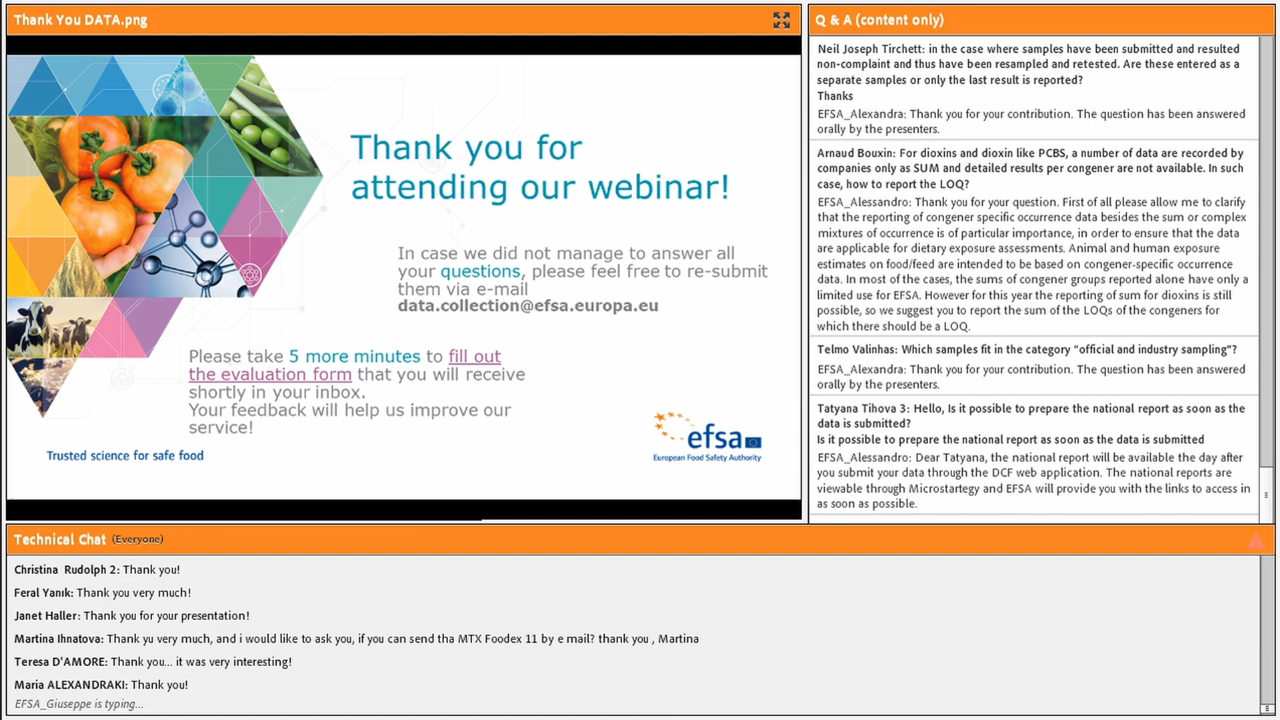 Thank You DATA.png
Thank you for
attending our webinar!
In case we did not manage to answer all
your questions, please feel free to re-submit
them via e-mail
data.collection@efsa.europa.eu
Please take 5 more minutes to fill out
the evaluation form that you will receive
shortly in your inbox.
Your feedback will help us improve our
service!
Trusted science for safe food
efsa
European Food Safety Authority
Q & A (content only)
Neil Joseph Tirchett: in the case where samples have been submitted and resulted
non-complaint and thus have been resampled and retested. Are these entered as a
separate samples or only the last result is reported?
Thanks
EFSA_Alexandra: Thank you for your contribution. The question has been answered
orally by the presenters.
Arnaud Bouxin: For dioxins and dioxin like PCBS, a number of data are recorded by
companies only as SUM and detailed results per congener are not available. In such
case, how to report the LOQ?
EFSA_Alessandro: Thank you for your question. First of all please allow me to clarify
that the reporting of congener specific occurrence data besides the sum or complex
mixtures of occurrence is of particular importance, in order to ensure that the data
are applicable for dietary exposure assessments. Animal and human exposure
estimates on food/feed are intended to be based on congener-specific occurrence
data. In most of the cases, the sums of congener groups reported alone have only a
limited use for EFSA. However for this year the reporting of sum for dioxins is still
possible, so we suggest you to report the sum of the LOQs of the congeners for
which there should be a LOQ.
Telmo Valinhas: Which samples fit in the category "official and industry sampling"?
EFSA_Alexandra: Thank you for your contribution. The question has been answered
orally by the presenters.
Tatyana Tihova 3: Hello, Is it possible to prepare the national report as soon as the
data is submitted?
Is it possible to prepare the national report as soon as the data is submitted
EFSA_Alessandro: Dear Tatyana, the national report will be available the day after
you submit your data through the DCF web application. The national reports are
viewable through Microstartegy and EFSA will provide you with the links to access in
as soon as possible.
Technical Chat (Everyone)
Christina Rudolph 2: Thank you!
Feral Yanık: Thank you very much!
Janet Haller: Thank you for your presentation!
Martina Ihnatova: Thank yu very much, and i would like to ask you, if you can send tha MTX Foodex 11 by e mail? thank you , Martina
Teresa D'AMORE: Thank you... it was very interesting!
Maria ALEXANDRAKI: Thank you!
EFSA_Giuseppe is typing...